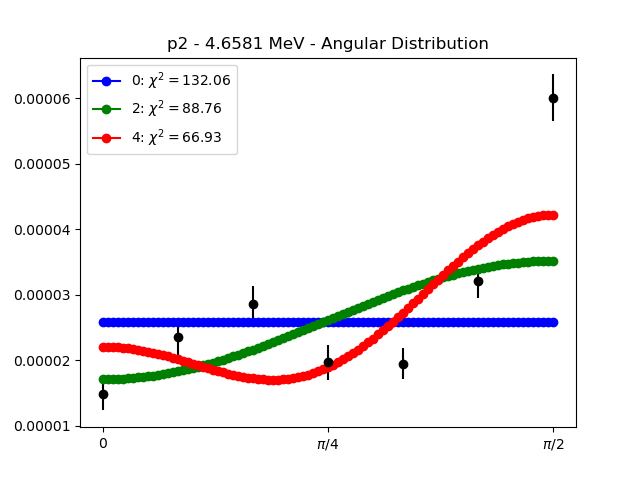 p2 - 4.6581 MeV - Angular Distribution
0: χ² = 132.06
2: χ² = 88.76
4: χ² = 66.93
0.00006
0.00005
0.00004
0.00003
0.00002
0.00001
0 π/4 π/2